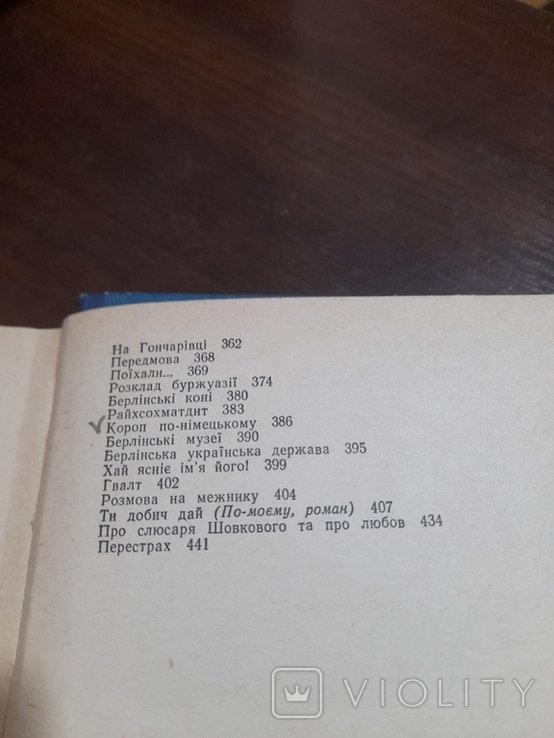 На Гончарівці 362
Передмова 368
Поїхали... 369
Розклад буржуазії 374
Берлінські коні 380
Райхсохматдит 383
Короп по-німецькому 386
Берлінські музеї 390
Берлінська українська держава 395
Хай ясніє ім'я його! 399
Гвалт 402
Розмова на межнику 404
Ти добич дай (По-моєму, роман) 407
Про слюсаря Шовкового та про любов 434
Перестрах 441
VIOLITY